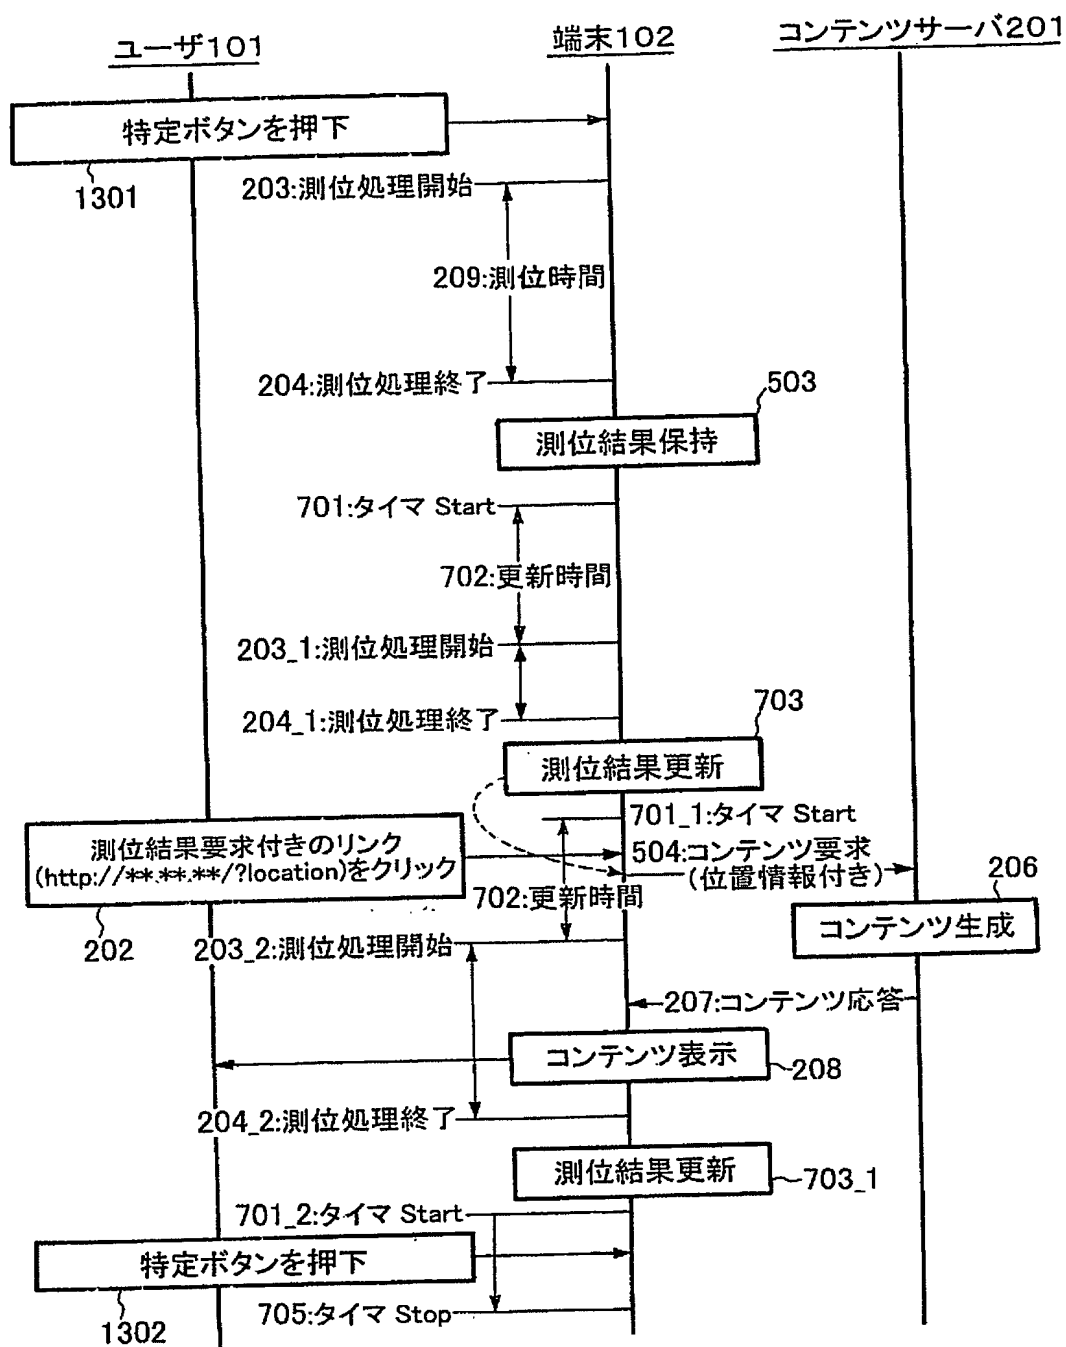 ユーザ101
端末102
コンテンツサーバ201
特定ボタンを押下
1301
203:測位処理開始
209:測位時間
204:測位処理終了
503
測位結果保持
701:タイマ Start
702:更新時間
203_1:測位処理開始
204_1:測位処理終了
703
測位結果更新
701_1:タイマ Start
測位結果要求付きのリンク
(http://**.**.**/?location)をクリック
504:コンテンツ要求
(位置情報付き)
206
702:更新時間
コンテンツ生成
202
203_2:測位処理開始
207:コンテンツ応答
コンテンツ表示
208
204_2:測位処理終了
測位結果更新
703_1
701_2:タイマ Start
特定ボタンを押下
705:タイマ Stop
1302